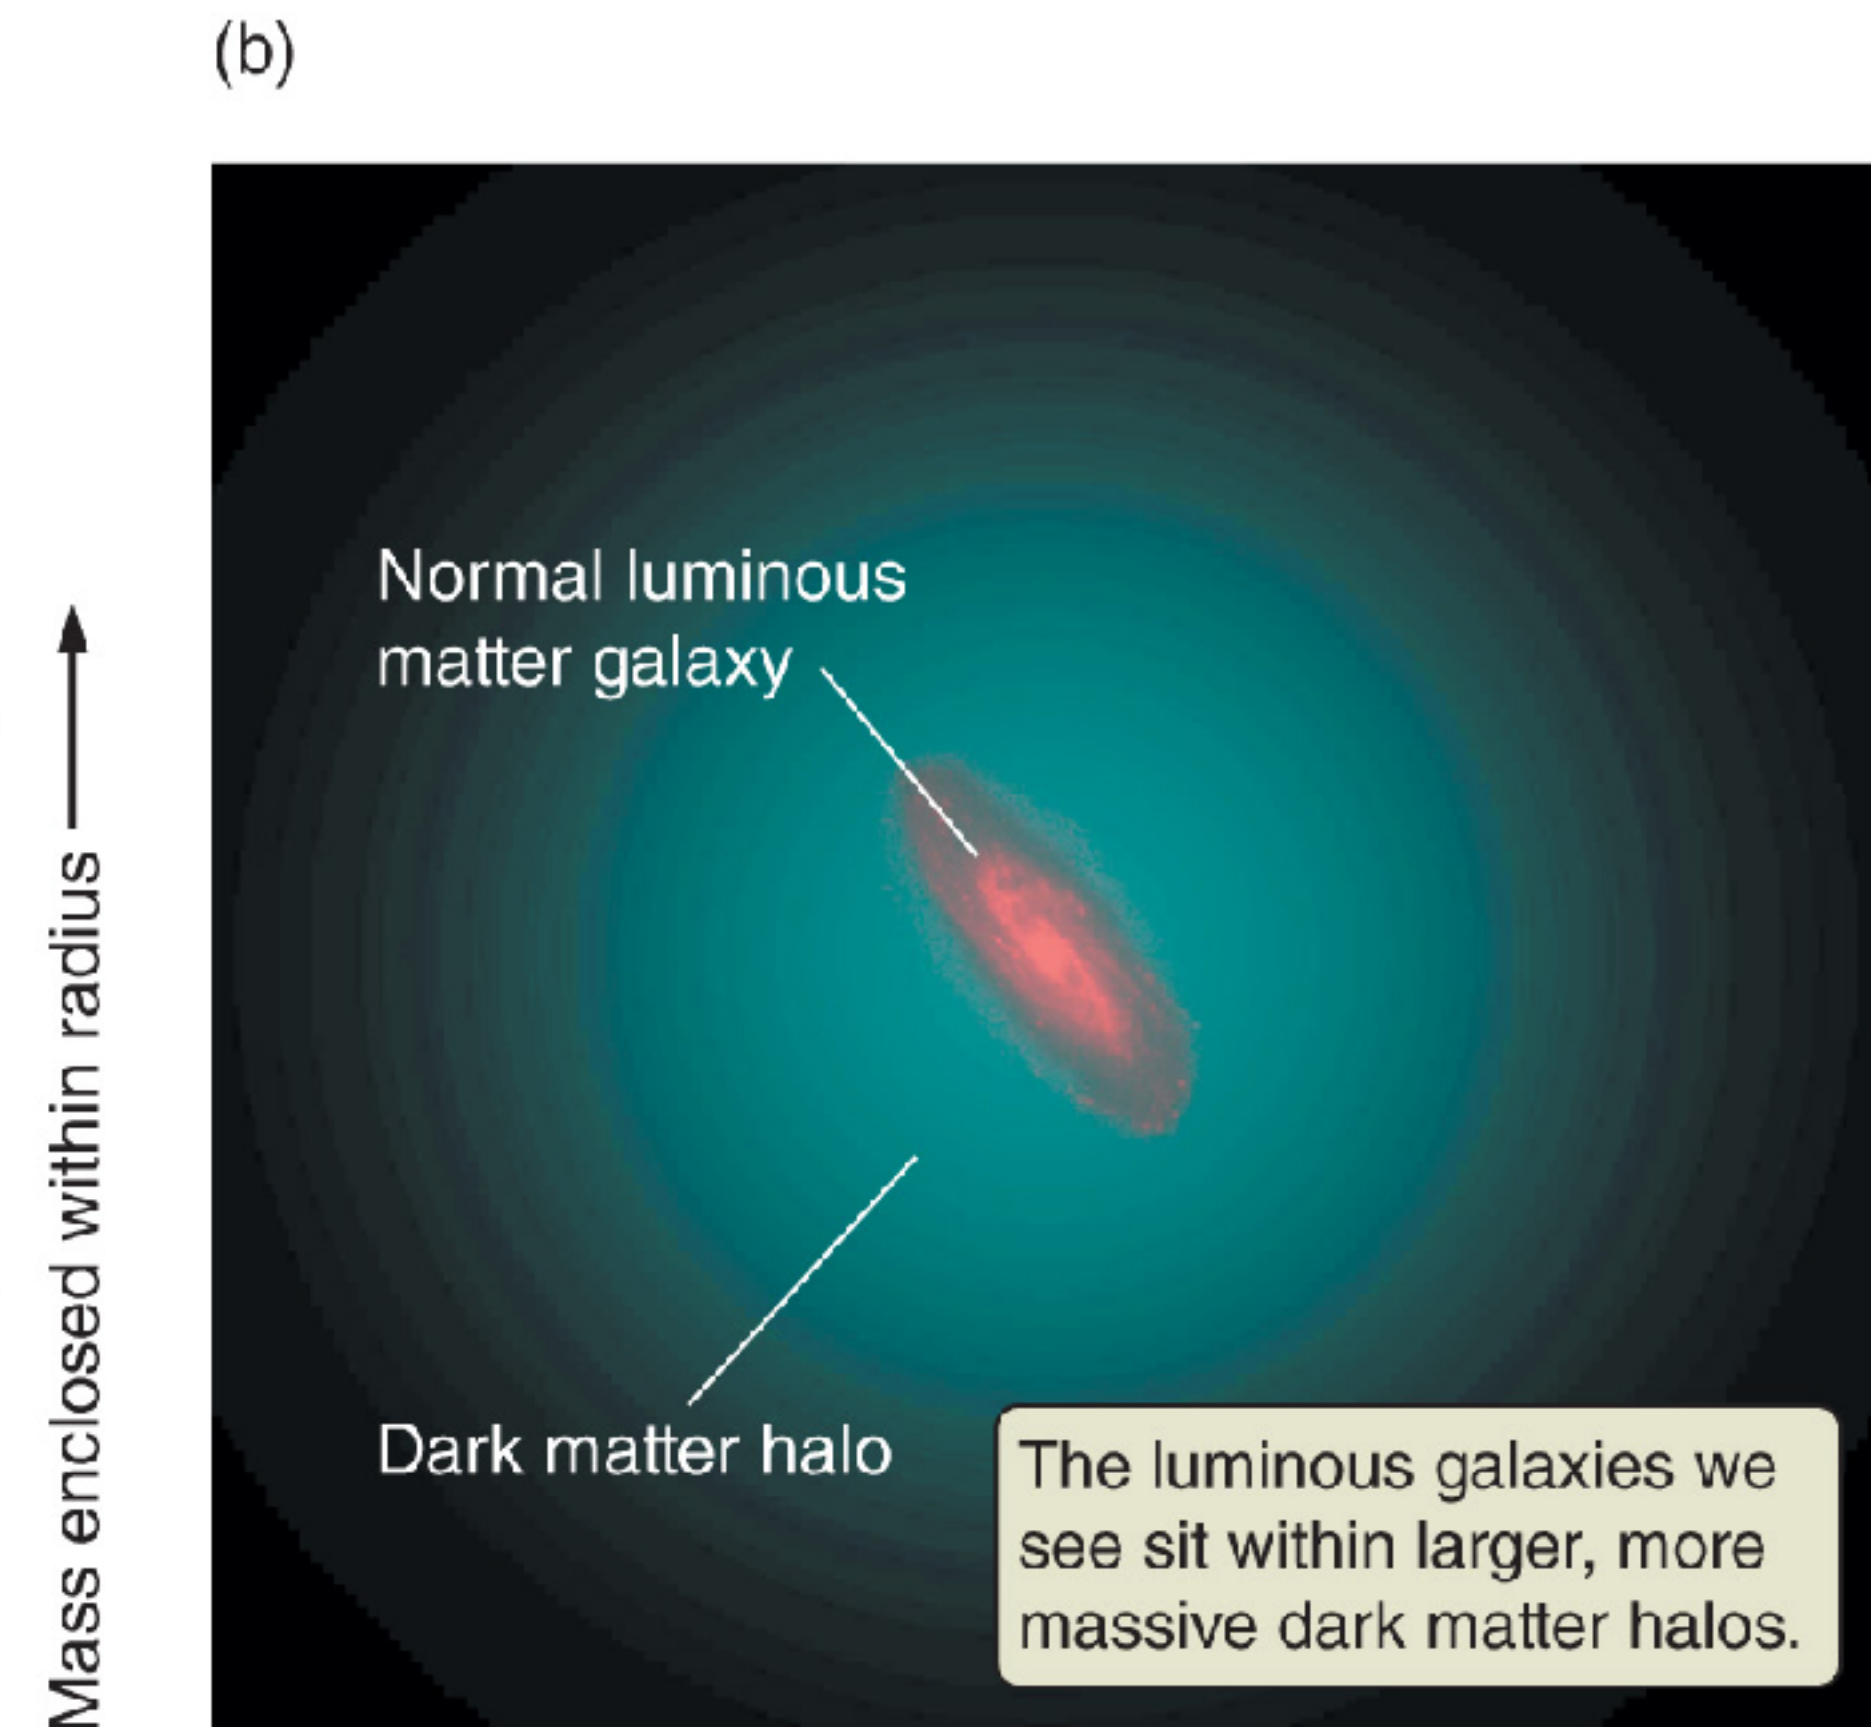 (b)
Mass enclosed within radius
Normal luminous
matter galaxy
Dark matter halo
The luminous galaxies we
see sit within larger, more
massive dark matter halos.